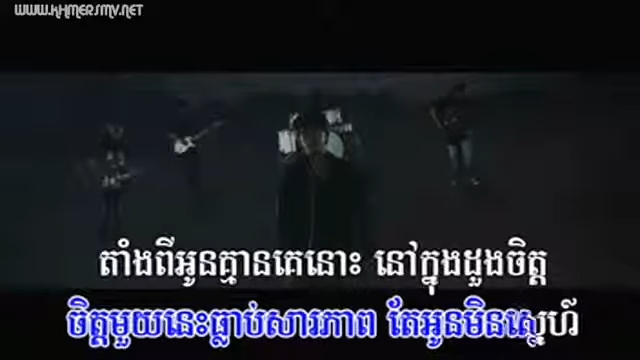 WWW.KHMERSMV.NET
តាំងពីអូនគ្មានគេនោះ នៅក្នុងដួងចិត្ត
ចិត្តមួយនេះធ្លាប់សារភាព តែអូនមិនស្នេហ៍